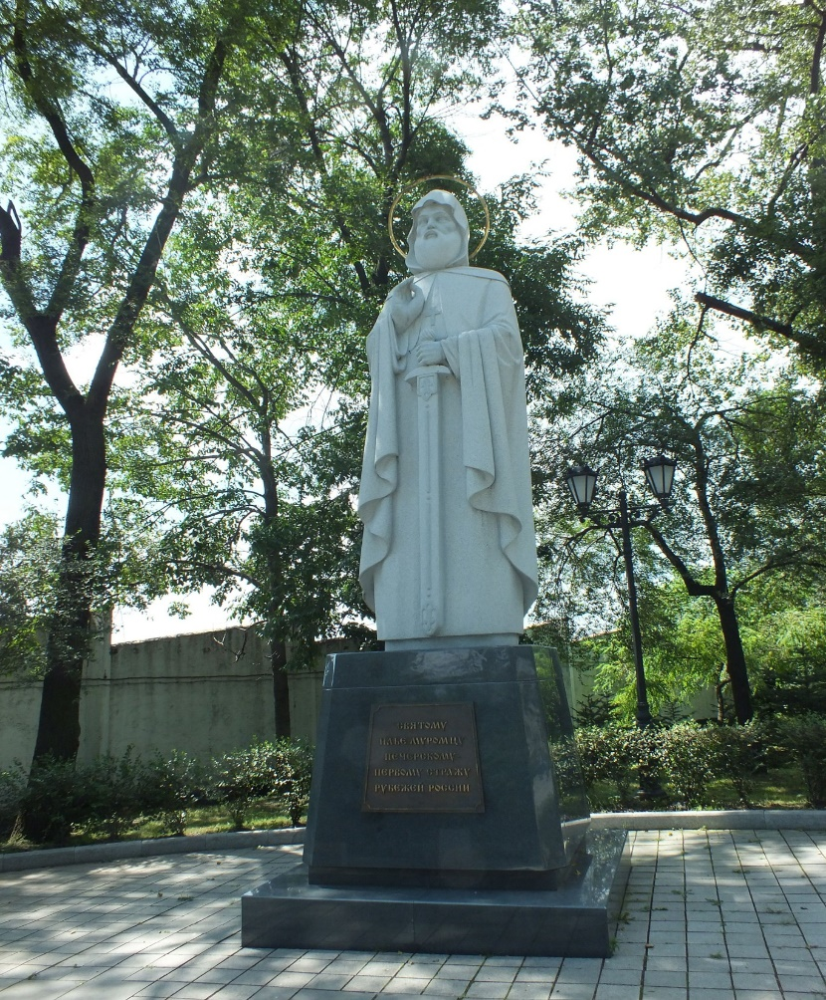 СВЯТОМУ
ИЛЬЕ МУРОМЦУ
ПЕЧЕРСКОМУ
ПЕРВОМУ СТРАЖУ
РУБЕЖЕЙ РОССИИ